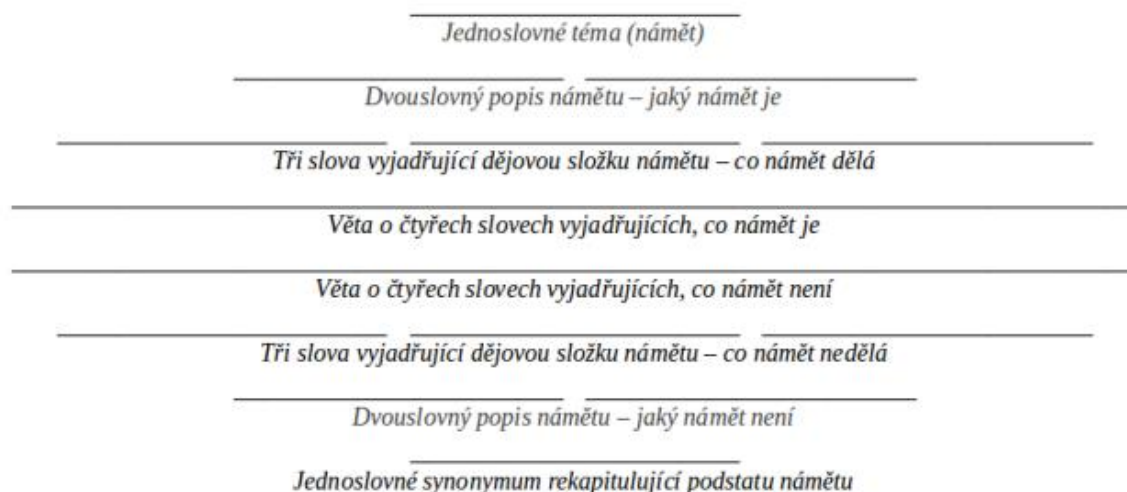 Jednoslovné téma (námět)
Dvouslovný popis námětu – jaký námět je
Tři slova vyjadřující dějovou složku námětu – co námět dělá
Věta o čtyřech slovech vyjadřujících, co námět je
Věta o čtyřech slovech vyjadřujících, co námět není
Tři slova vyjadřující dějovou složku námětu – co námět nedělá
Dvouslovný popis námětu – jaký námět není
Jednoslovné synonymum rekapitulující podstatu námětu